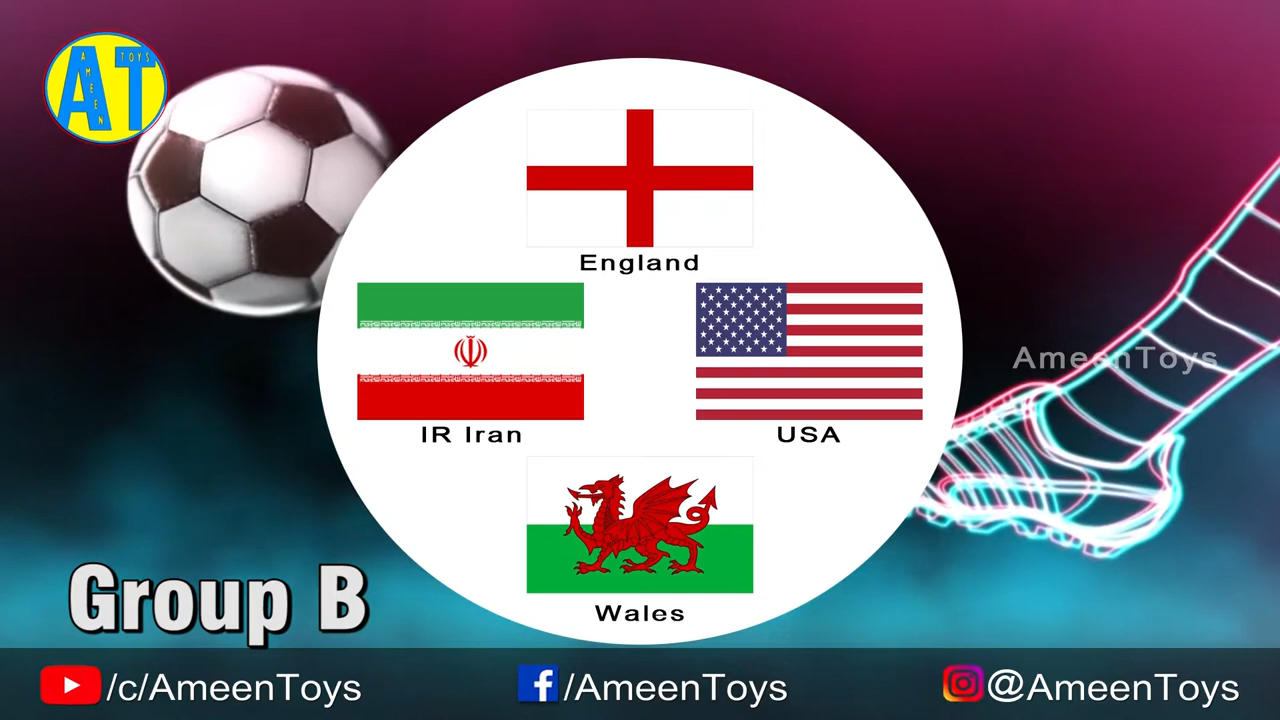 AT
AMEEN
TOYS
England
IR Iran
USA
AmeenToys
Wales
Group B
/c/AmeenToys
/AmeenToys
@AmeenToys